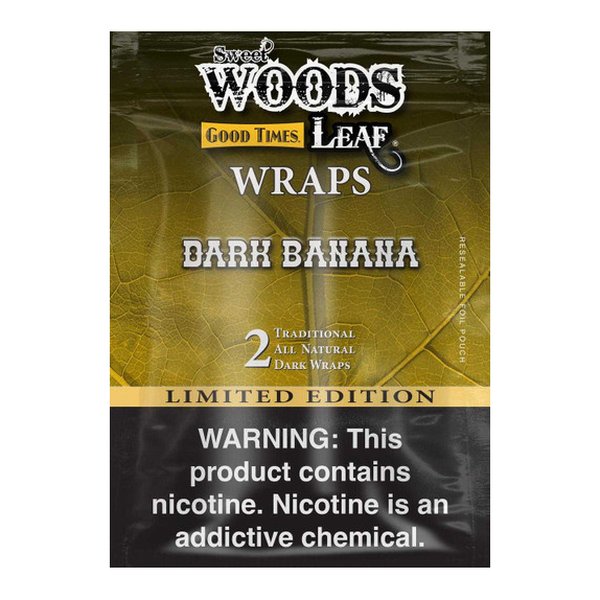 Sweet
WOODS
GOOD TIMES® LEAF®
WRAPS
DARK BANANA
RESEALABLE FOIL POUCH
2 TRADITIONAL
ALL NATURAL
DARK WRAPS
LIMITED EDITION
WARNING: This
product contains
nicotine. Nicotine is an
addictive chemical.